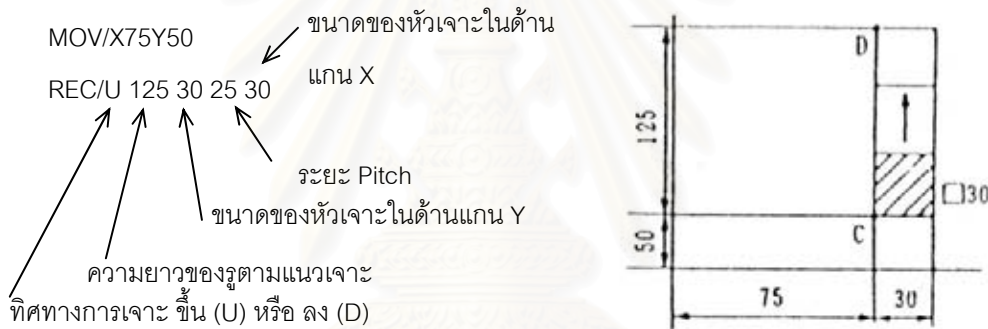 MOV/X75Y50
ขนาดของหัวเจาะในด้าน
แกน X
REC/U 125 30 25 30
ระยะ Pitch
ขนาดของหัวเจาะในด้านแกน Y
ความยาวของรูตามแนวเจาะ
ทิศทางการเจาะ ขึ้น (U) หรือ ลง (D)
D
125
□30
C
50
75
30